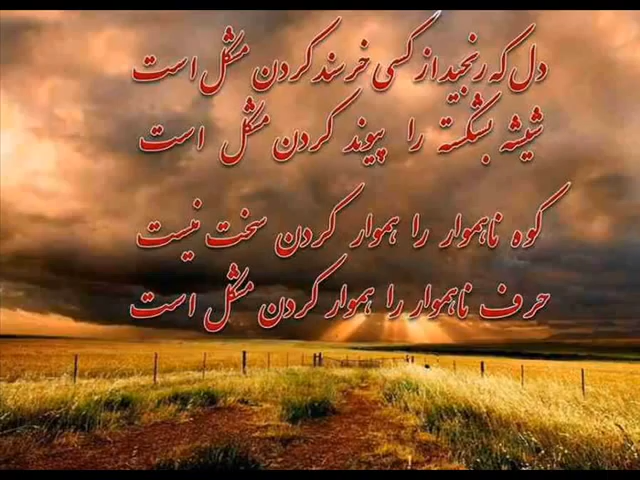 دل که رنجید از کسی خرسند کردن مشکل است
شیشه بشکسته را پیوند کردن مشکل است
کوه ناهموار را هموار کردن سخت نیست
حرف ناهموار را هموار کردن مشکل است